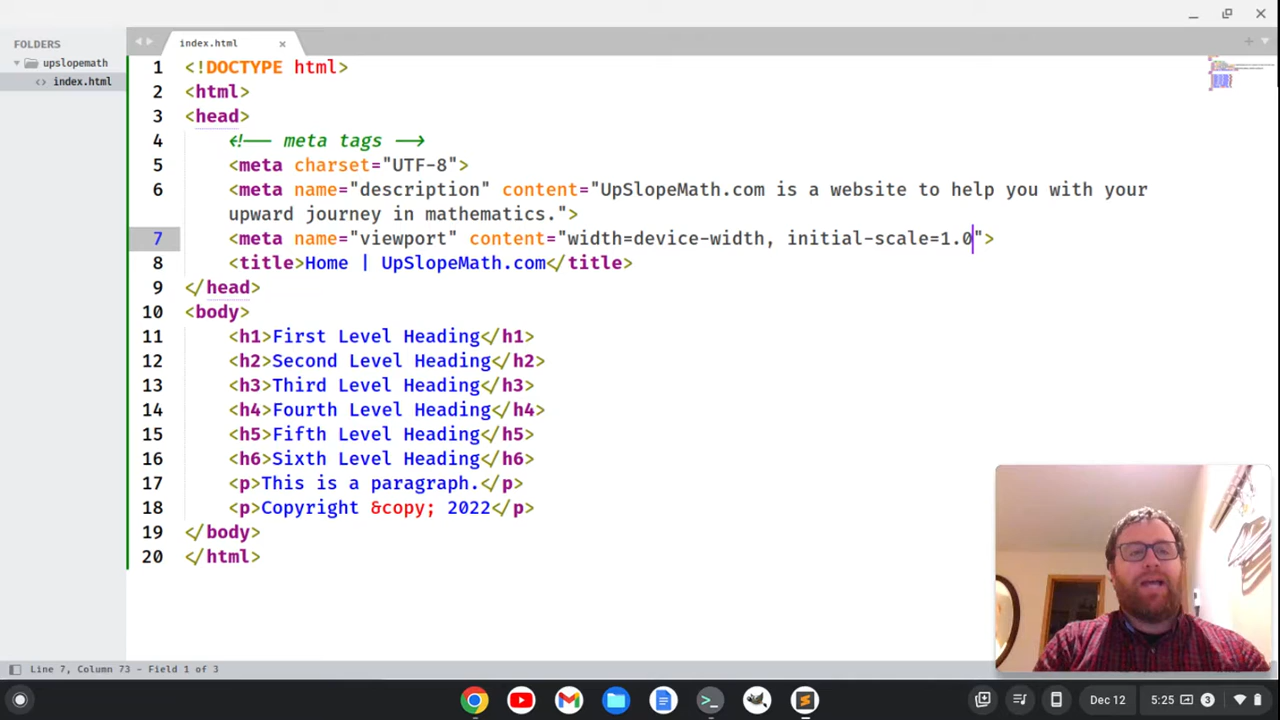 FOLDERS
upslopemath
<> index.html
index.html
1 <!DOCTYPE html>
2 <html>
3 <head>
4 <!-- meta tags -->
5 <meta charset="UTF-8">
6 <meta name="description" content="UpSlopeMath.com is a website to help you with your
upward journey in mathematics.">
7 <meta name="viewport" content="width=device-width, initial-scale=1.0">
8 <title>Home | UpSlopeMath.com</title>
9 </head>
10 <body>
11 <h1>First Level Heading</h1>
12 <h2>Second Level Heading</h2>
13 <h3>Third Level Heading</h3>
14 <h4>Fourth Level Heading</h4>
15 <h5>Fifth Level Heading</h5>
16 <h6>Sixth Level Heading</h6>
17 <p>This is a paragraph.</p>
18 <p>Copyright &copy; 2022</p>
19 </body>
20 </html>
Line 7, Column 73 - Field 1 of 3
Dec 12
5:25
3